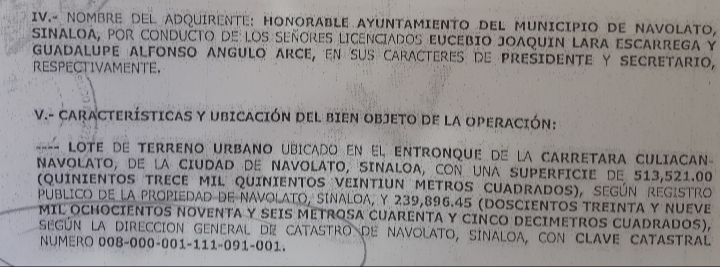 IV.- NOMBRE DEL ADQUIRENTE: HONORABLE AYUNTAMIENTO DEL MUNICIPIO DE NAVOLATO,
SINALOA, POR CONDUCTO DE LOS SEÑORES LICENCIADOS EUCEBIO JOAQUIN LARA ESCARREGA Y
GUADALUPE ALFONSO ANGULO ARCE, EN SUS CARACTERES DE PRESIDENTE Y SECRETARIO,
RESPECTIVAMENTE.
V.- CARACTERÍSTICAS Y UBICACIÓN DEL BIEN OBJETO DE LA OPERACIÓN:
---- LOTE DE TERRENO URBANO UBICADO EN EL ENTRONQUE DE LA CARRETARA CULIACAN-
NAVOLATO, DE LA CIUDAD DE NAVOLATO, SINALOA, CON UNA SUPERFICIE DE 513,521.00
(QUINIENTOS TRECE MIL QUINIENTOS VEINTIUN METROS CUADRADOS), SEGÚN REGISTRO
PUBLICO DE LA PROPIEDAD DE NAVOLATO, SINALOA, Y 239,896.45 (DOSCIENTOS TREINTA Y NUEVE
MIL OCHOCIENTOS NOVENTA Y SEIS METROSA CUARENTA Y CINCO DECIMETROS CUADRADOS),
SEGÚN LA DIRECCION GENERAL DE CATASTRO DE NAVOLATO, SINALOA, CON CLAVE CATASTRAL
NUMERO 008-000-001-111-091-001.